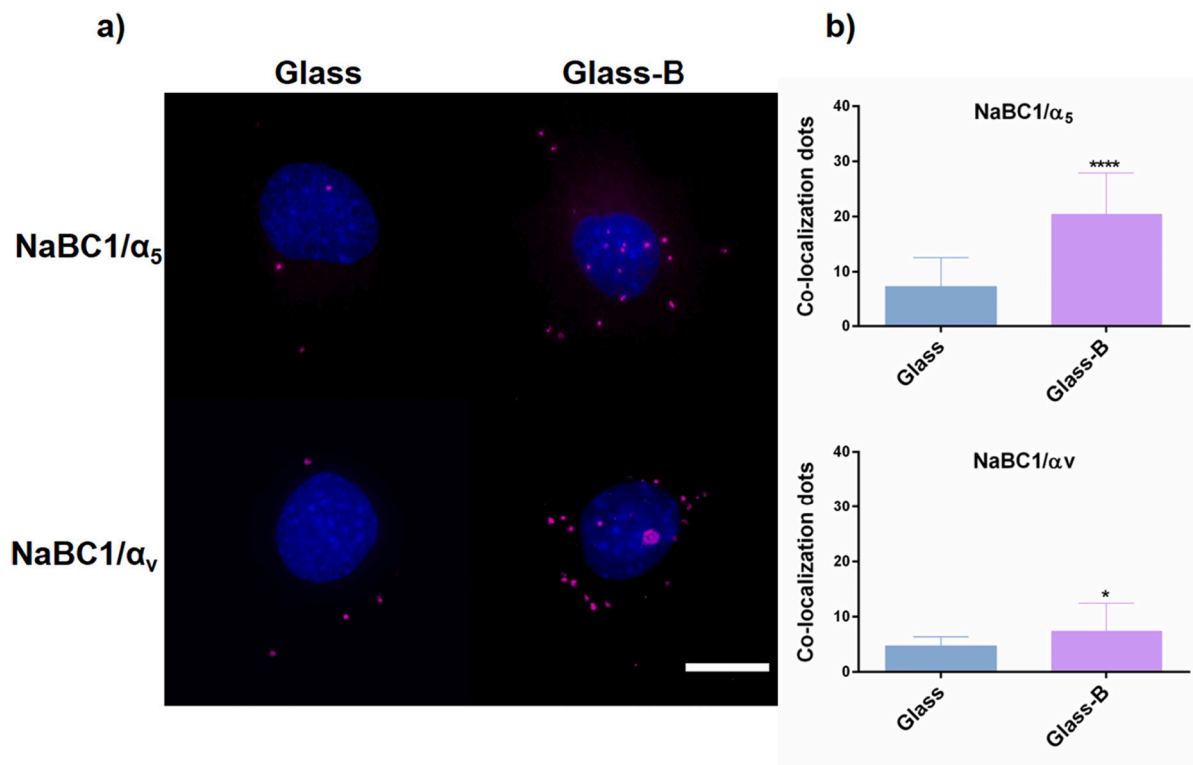 a)
Glass
Glass-B
NaBC1/α5
NaBC1/αv
b)
NaBC1/α5
Co-localization dots
40
30
20
10
0
****
Glass
Glass-B
NaBC1/αv
Co-localization dots
40
30
20
10
0
*
Glass
Glass-B